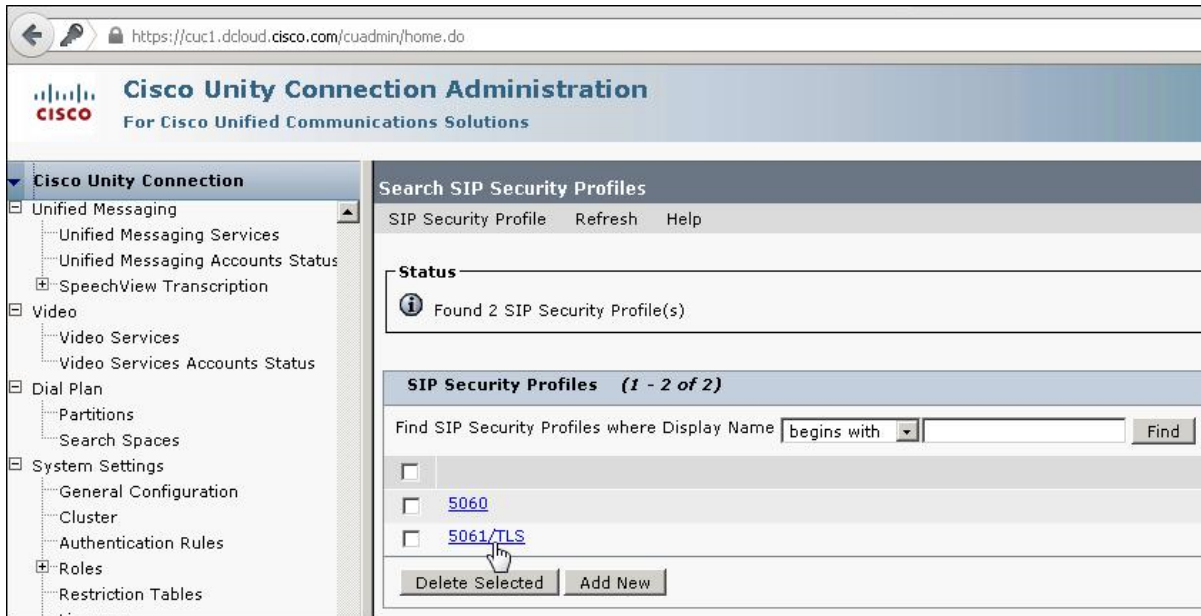 https://cuc1.dcloud.cisco.com/cuadmin/home.do
CISCO
Cisco Unity Connection Administration
For Cisco Unified Communications Solutions
Cisco Unity Connection
Unified Messaging
Unified Messaging Services
Unified Messaging Accounts Status
SpeechView Transcription
Video
Video Services
Video Services Accounts Status
Dial Plan
Partitions
Search Spaces
System Settings
General Configuration
Cluster
Authentication Rules
Roles
Restriction Tables
Search SIP Security Profiles
SIP Security Profile Refresh Help
Status
Found 2 SIP Security Profile(s)
SIP Security Profiles (1 - 2 of 2)
Find SIP Security Profiles where Display Name begins with Find
5060
5061/TLS
Delete Selected Add New